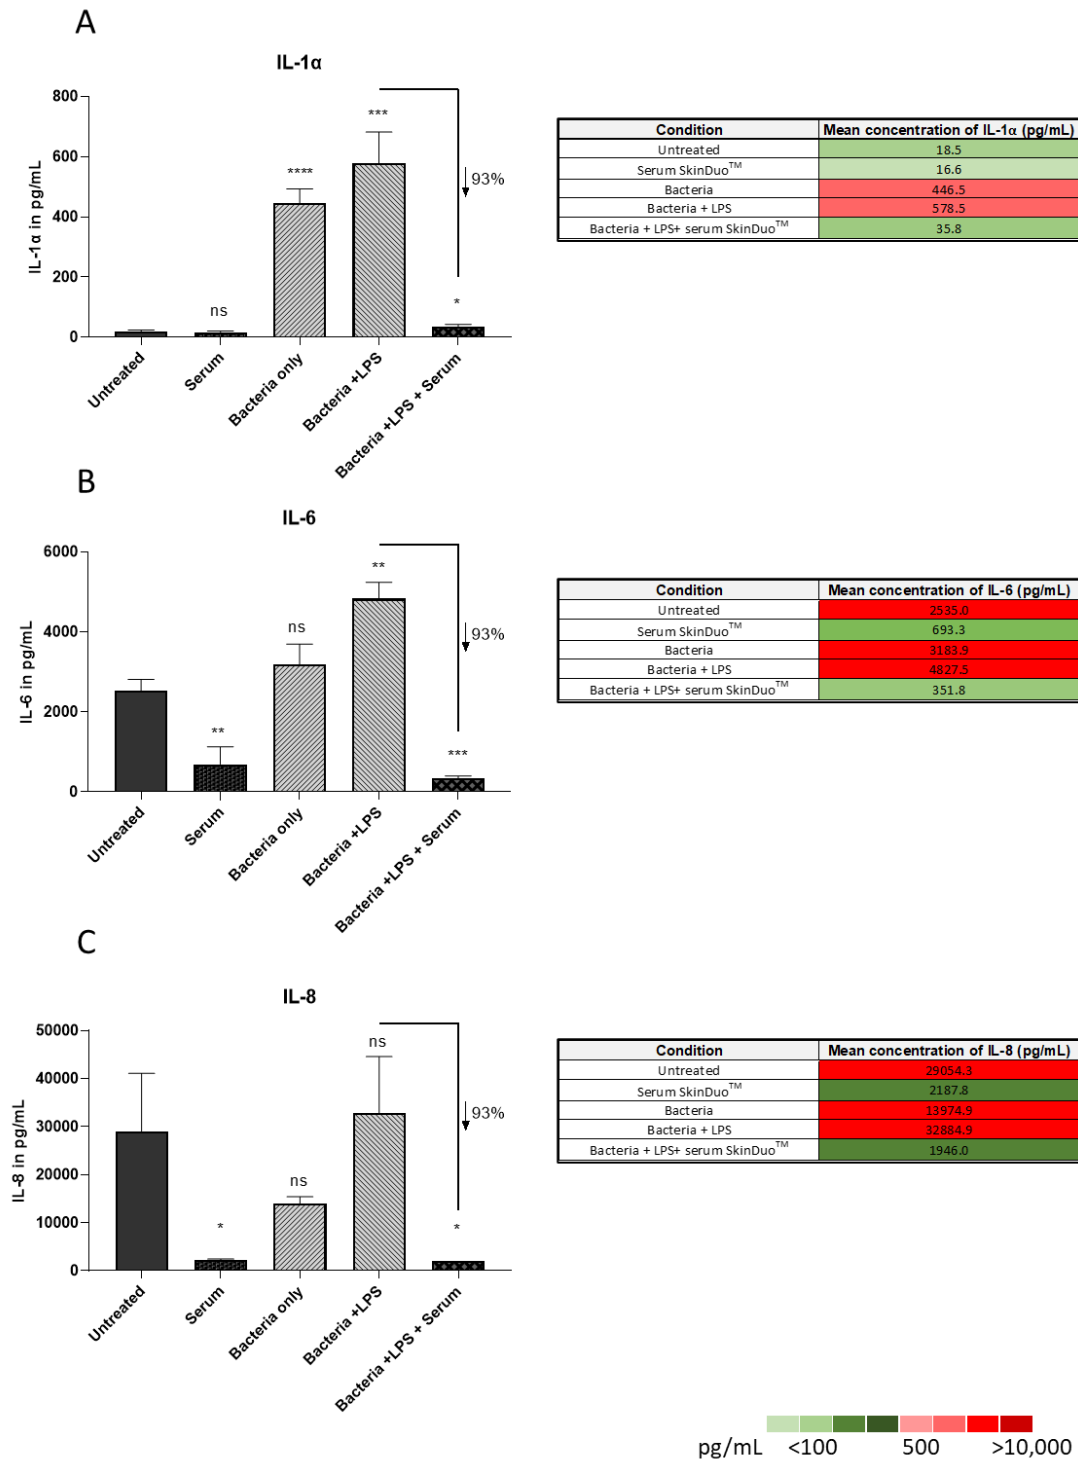 A
IL-1α
IL-1α in pg/mL
800
600
400
200
0
ns
****
***
*
93%
Untreated
Serum
Bacteria only
Bacteria +LPS
Bacteria +LPS + Serum
Condition Mean concentration of IL-1α (pg/mL)
Untreated 18.5
Serum SkinDuo™ 16.6
Bacteria 446.5
Bacteria + LPS 578.5
Bacteria + LPS+ serum SkinDuo™ 35.8
B
IL-6
IL-6 in pg/mL
6000
4000
2000
0
**
ns
**
***
93%
Untreated
Serum
Bacteria only
Bacteria +LPS
Bacteria +LPS + Serum
Condition Mean concentration of IL-6 (pg/mL)
Untreated 2535.0
Serum SkinDuo™ 693.3
Bacteria 3183.9
Bacteria + LPS 4827.5
Bacteria + LPS+ serum SkinDuo™ 351.8
C
IL-8
IL-8 in pg/mL
50000
40000
30000
20000
10000
0
*
ns
ns
*
93%
Untreated
Serum
Bacteria only
Bacteria +LPS
Bacteria +LPS + Serum
Condition Mean concentration of IL-8 (pg/mL)
Untreated 29054.3
Serum SkinDuo™ 2187.8
Bacteria 13974.9
Bacteria + LPS 32884.9
Bacteria + LPS+ serum SkinDuo™ 1946.0
pg/mL <100 500 >10,000